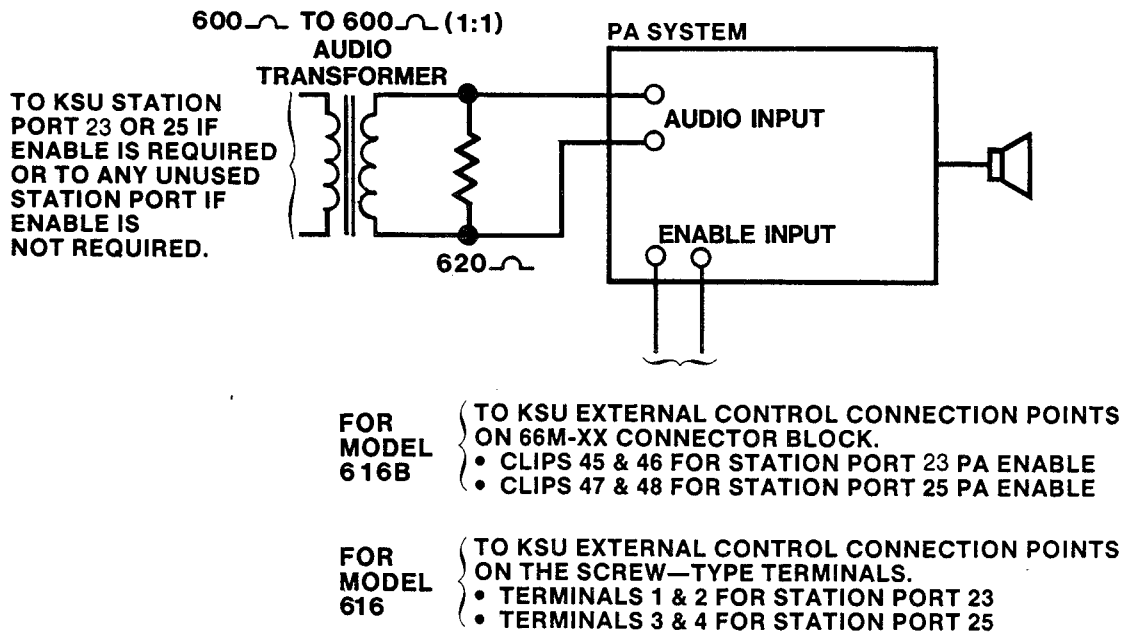 600Ω TO 600Ω (1:1)
AUDIO
TRANSFORMER
PA SYSTEM
TO KSU STATION
PORT 23 OR 25 IF
ENABLE IS REQUIRED
OR TO ANY UNUSED
STATION PORT IF
ENABLE IS
NOT REQUIRED.
AUDIO INPUT
ENABLE INPUT
620Ω
FOR
MODEL
616B
TO KSU EXTERNAL CONTROL CONNECTION POINTS
ON 66M-XX CONNECTOR BLOCK.
• CLIPS 45 & 46 FOR STATION PORT 23 PA ENABLE
• CLIPS 47 & 48 FOR STATION PORT 25 PA ENABLE
FOR
MODEL
616
TO KSU EXTERNAL CONTROL CONNECTION POINTS
ON THE SCREW—TYPE TERMINALS.
• TERMINALS 1 & 2 FOR STATION PORT 23
• TERMINALS 3 & 4 FOR STATION PORT 25